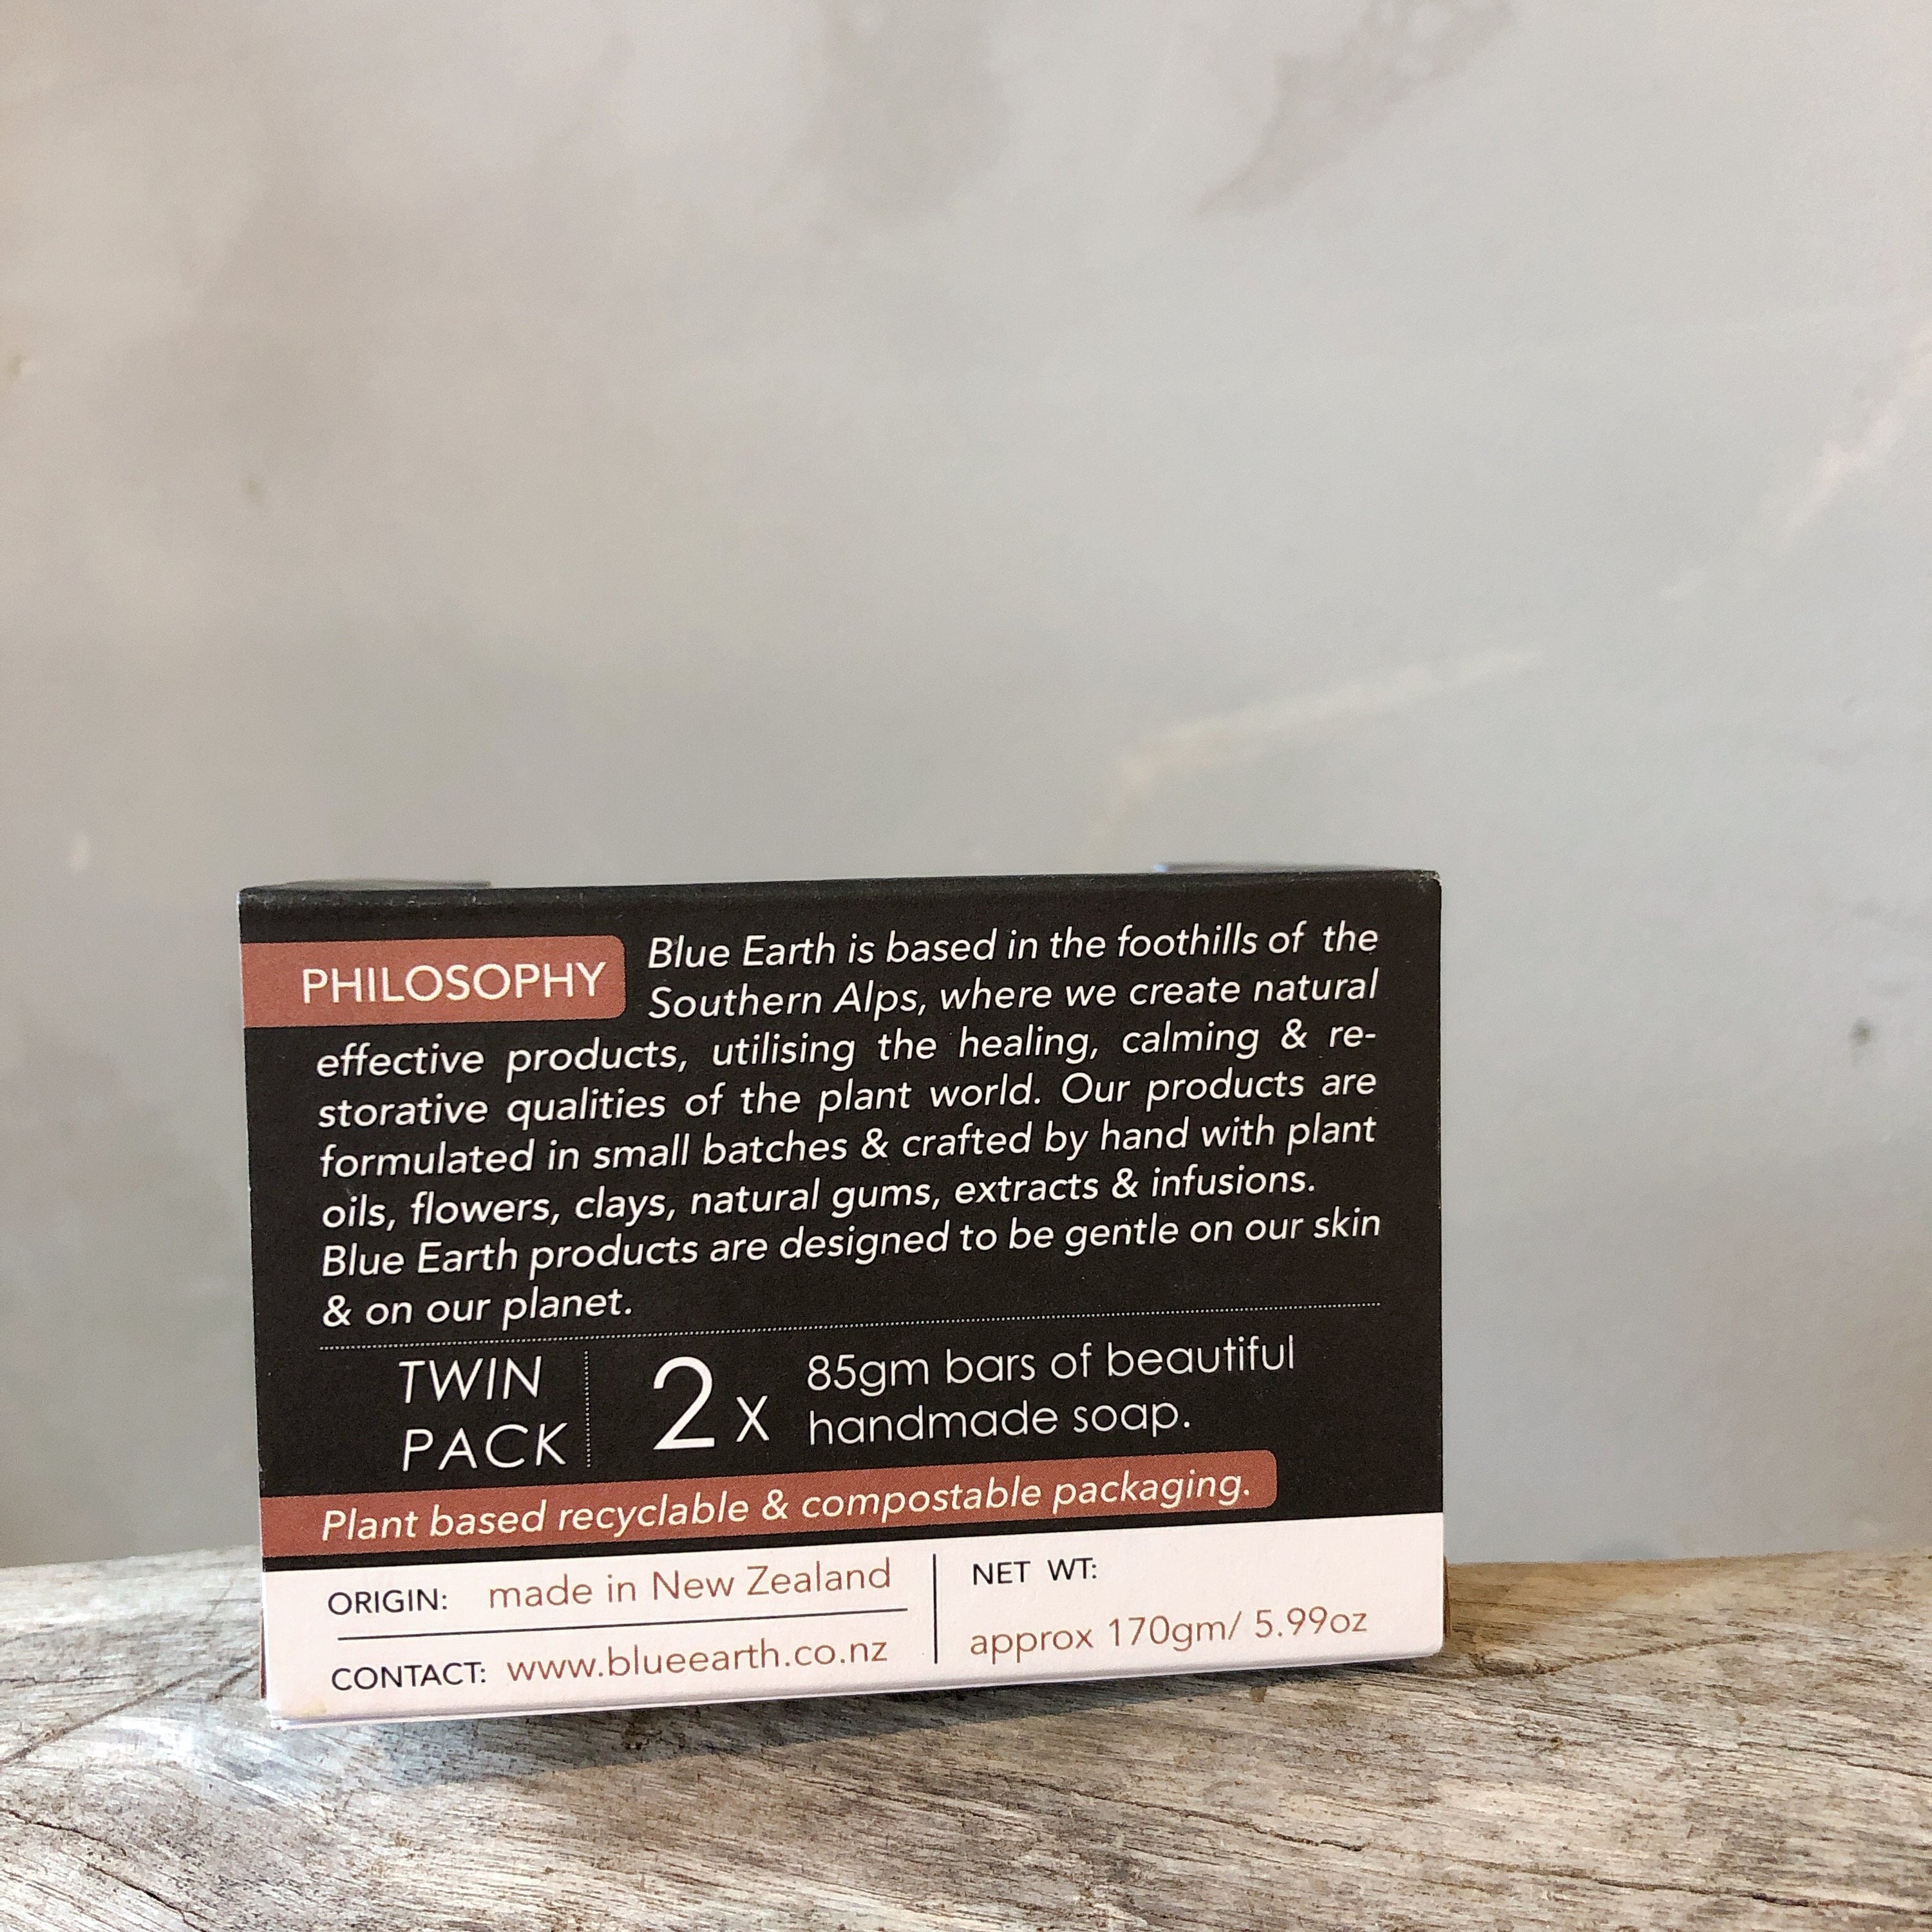 PHILOSOPHY
Blue Earth is based in the foothills of the
Southern Alps, where we create natural
effective products, utilising the healing, calming & re-
storative qualities of the plant world. Our products are
formulated in small batches & crafted by hand with plant
oils, flowers, clays, natural gums, extracts & infusions.
Blue Earth products are designed to be gentle on our skin
& on our planet.
TWIN
PACK
2 x
85gm bars of beautiful
handmade soap.
Plant based recyclable & compostable packaging.
ORIGIN: made in New Zealand
CONTACT: www.blueearth.co.nz
NET WT:
approx 170gm/ 5.99oz